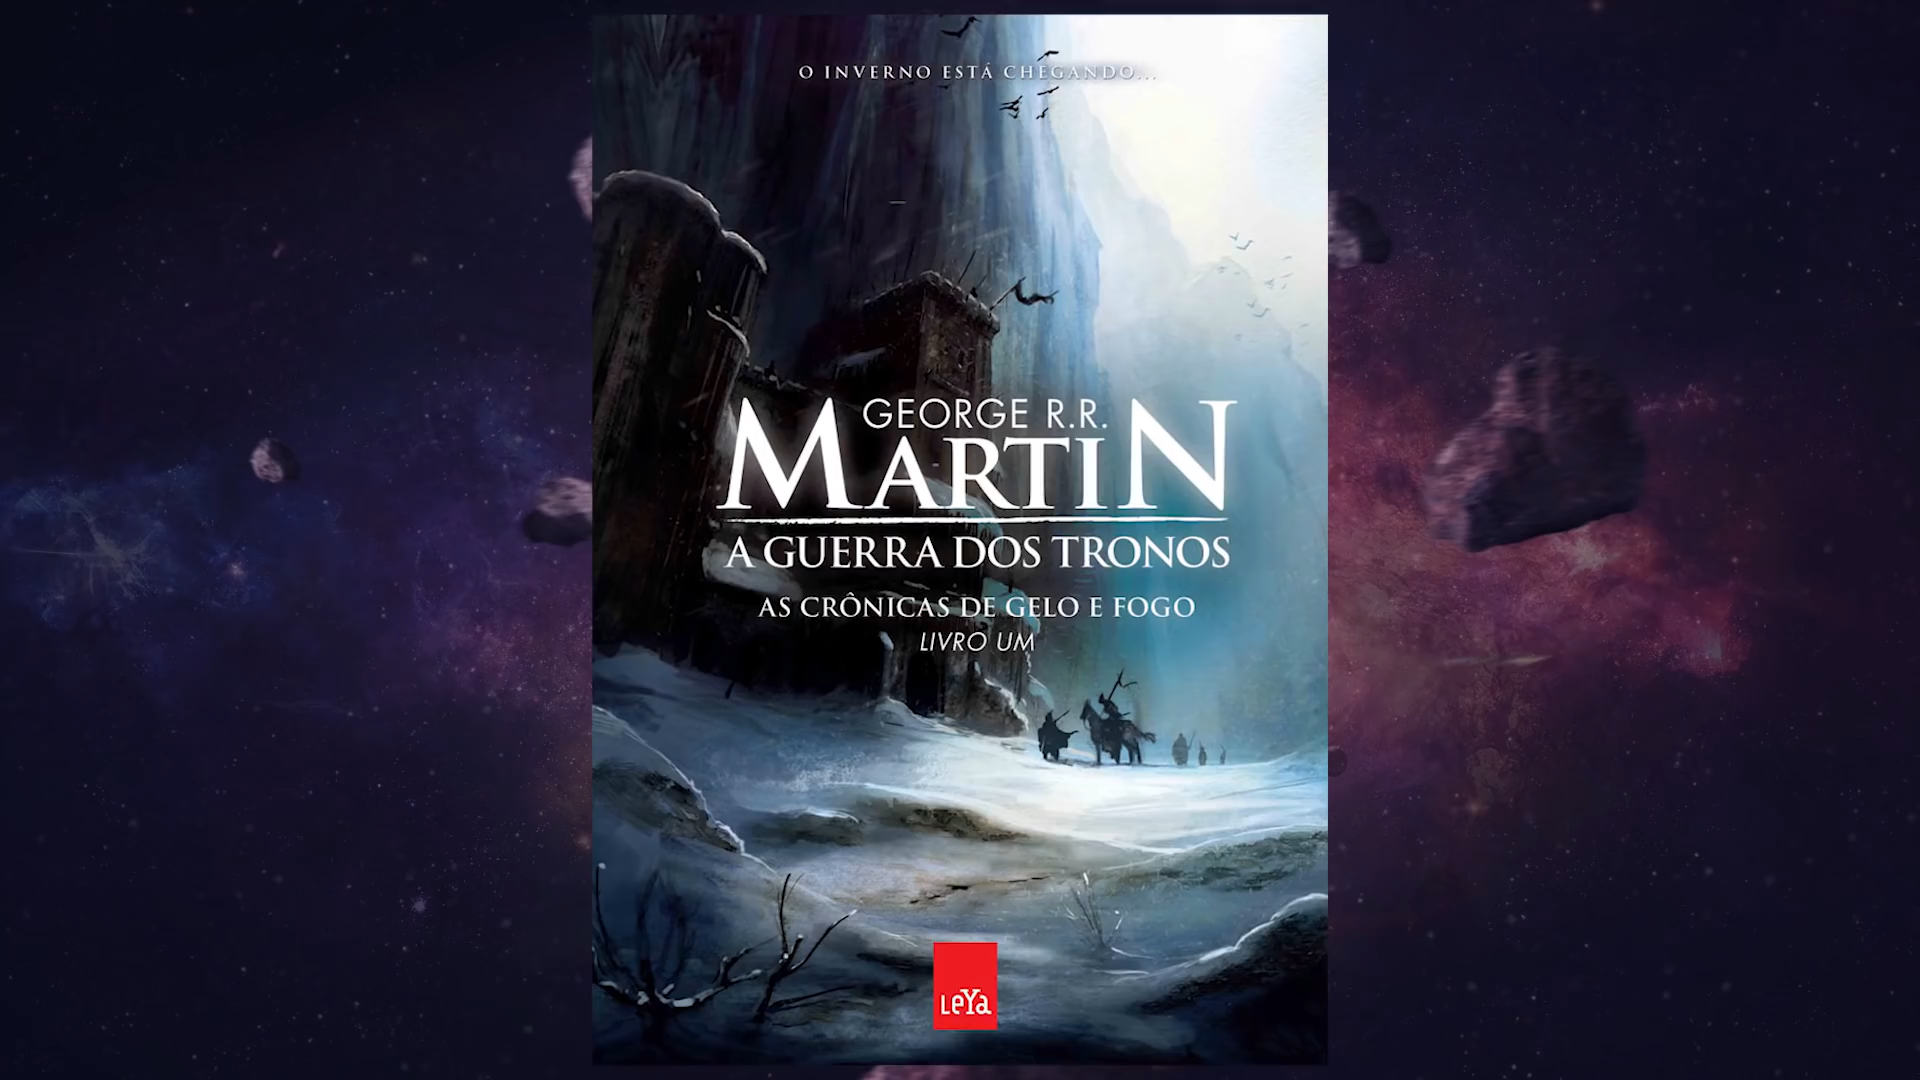 O INVERNO ESTÁ CHEGANDO...
GEORGE R.R.
MARTIN
A GUERRA DOS TRONOS
AS CRÔNICAS DE GELO E FOGO
LIVRO UM
LeYa